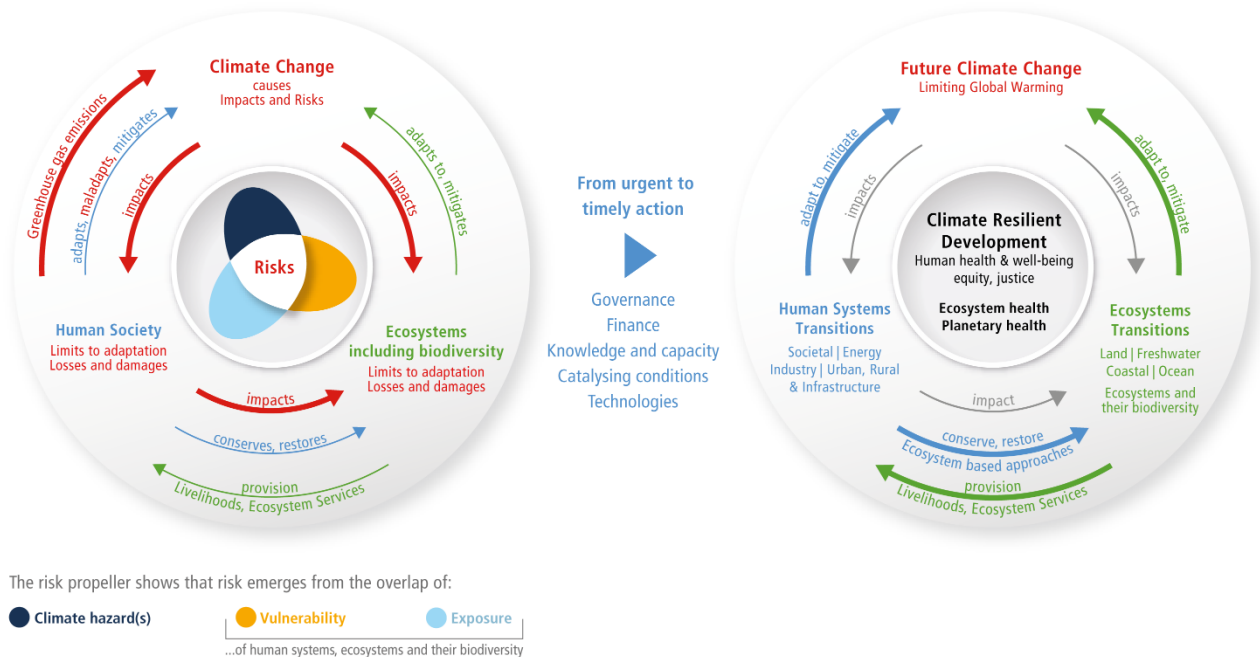 Climate Change
causes
Impacts and Risks
Greenhouse gas emissions
adapts, maladapts, mitigates
impacts
impacts
adapts to, mitigates
Risks
Human Society
Limits to adaptation
Losses and damages
Ecosystems
including biodiversity
Limits to adaptation
Losses and damages
impacts
conserves, restores
provision
Livelihoods, Ecosystem Services
From urgent to
timely action
Governance
Finance
Knowledge and capacity
Catalysing conditions
Technologies
Future Climate Change
Limiting Global Warming
adapt to, mitigate
impacts
impacts
adapt to, mitigate
Climate Resilient
Development
Human health & well-being
equity, justice
Ecosystem health
Planetary health
Human Systems
Transitions
Societal | Energy
Industry | Urban, Rural
& Infrastructure
Ecosystems
Transitions
Land | Freshwater
Coastal | Ocean
Ecosystems and
their biodiversity
impact
conserve, restore
Ecosystem based approaches
provision
Livelihoods, Ecosystem Services
The risk propeller shows that risk emerges from the overlap of:
Climate hazard(s)
Vulnerability
Exposure
...of human systems, ecosystems and their biodiversity